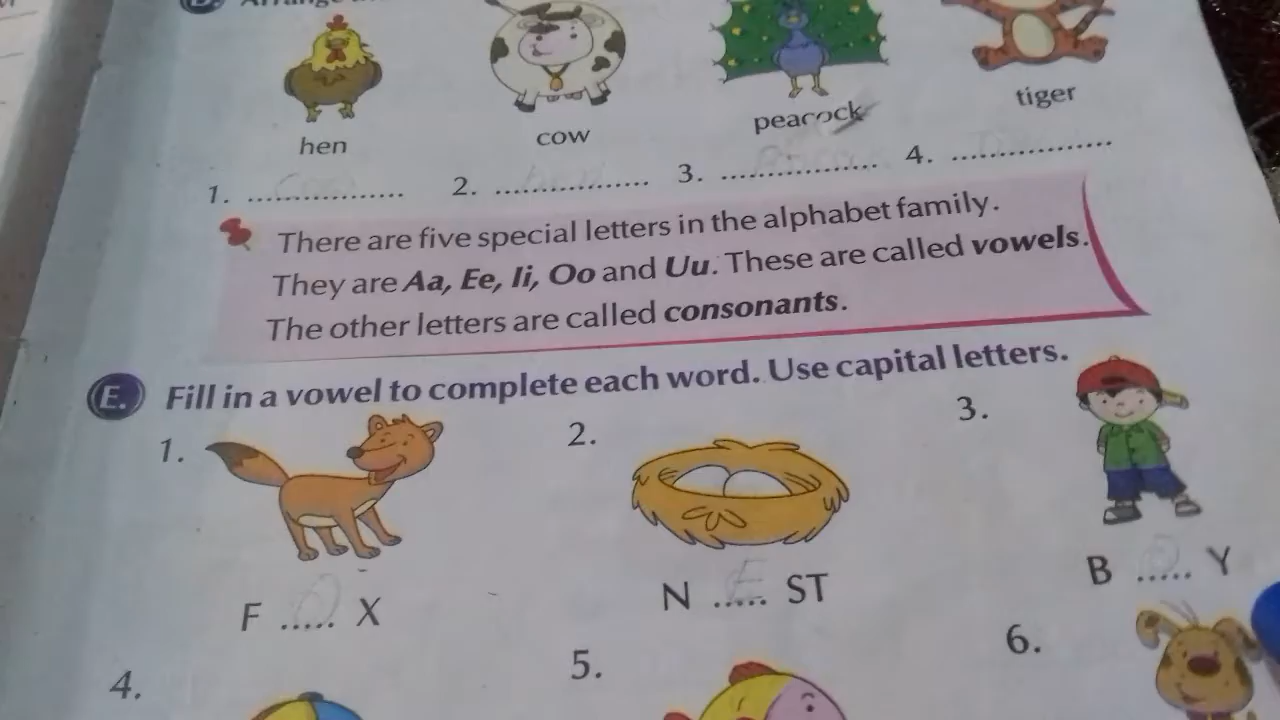 hen cow peacock tiger
1. .................. 2. .................. 3. .................. 4. ..................
There are five special letters in the alphabet family.
They are Aa, Ee, Ii, Oo and Uu. These are called vowels.
The other letters are called consonants.
E. Fill in a vowel to complete each word. Use capital letters.
1. 2. 3.
F O X N E ST B O Y
4. 5. 6.